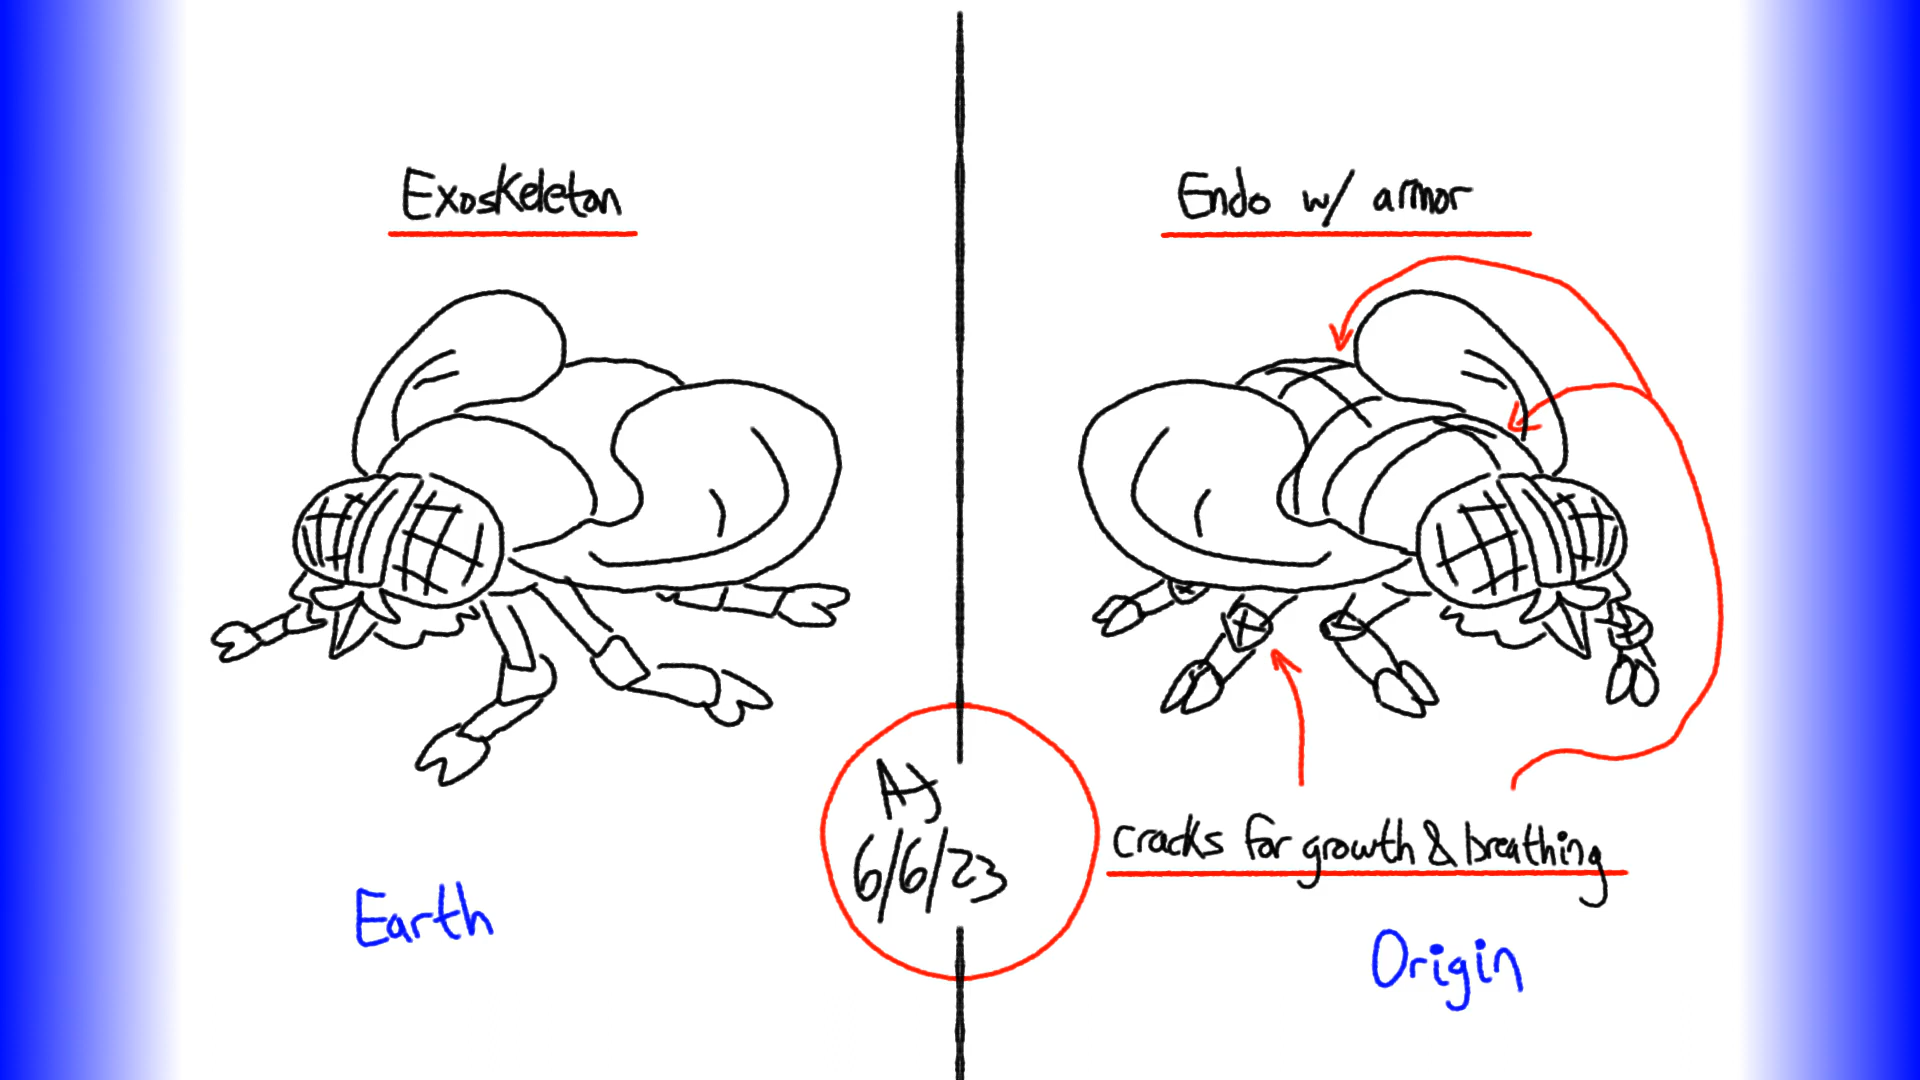 Exoskeleton
Endo w/ armor
AJ
6/6/23
cracks for growth & breathing
Earth
Origin